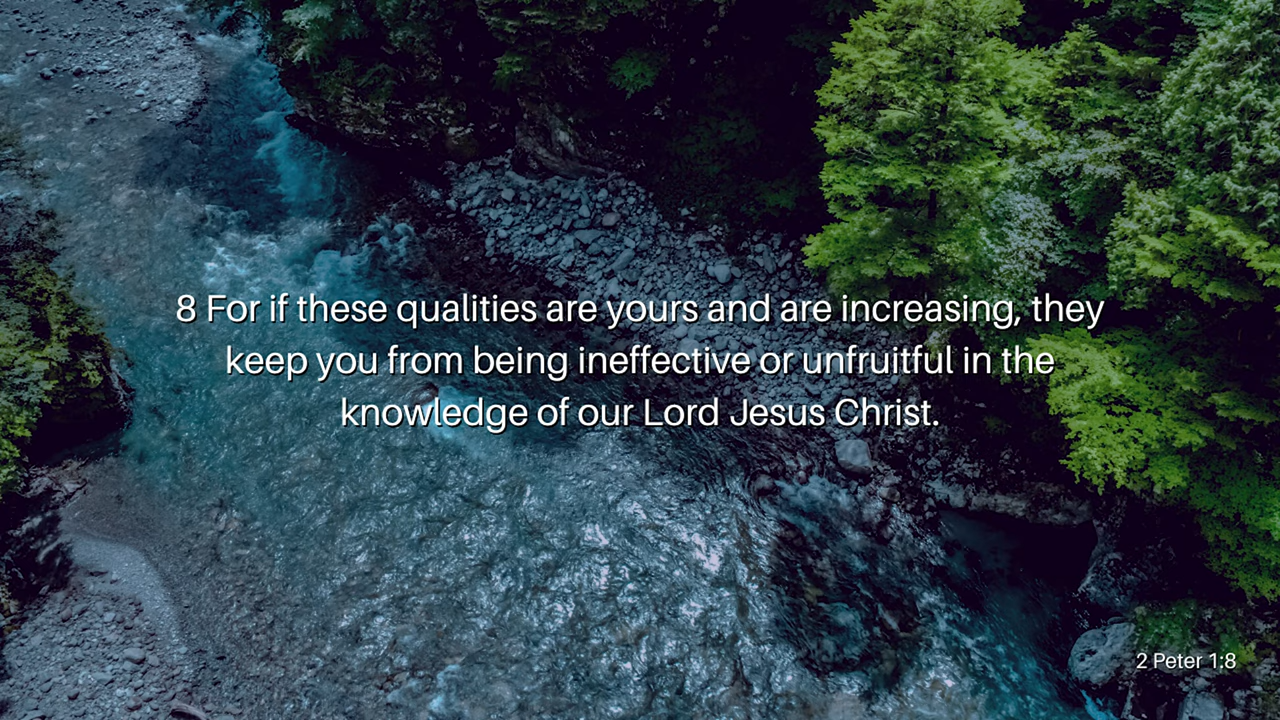 8 For if these qualities are yours and are increasing, they
keep you from being ineffective or unfruitful in the
knowledge of our Lord Jesus Christ.
2 Peter 1:8